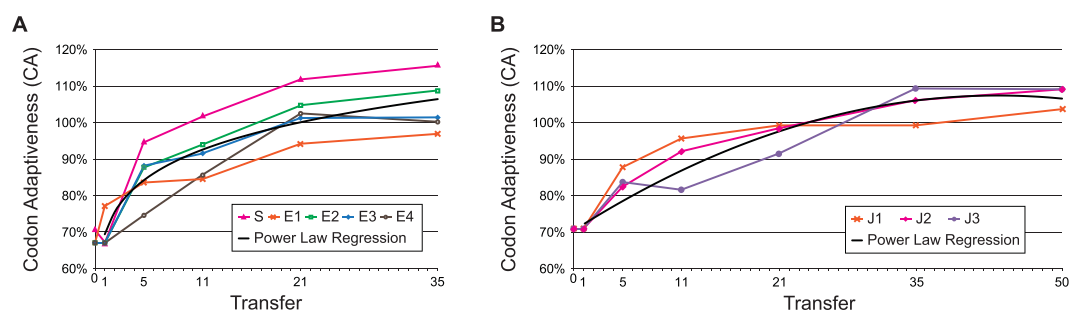 A
Codon Adaptiveness (CA)
120%
110%
100%
90%
80%
70%
60%
S E1 E2 E3 E4
Power Law Regression
0 1 5 11 21 35
Transfer
B
Codon Adaptiveness (CA)
120%
110%
100%
90%
80%
70%
60%
J1 J2 J3
Power Law Regression
0 1 5 11 21 35 50
Transfer